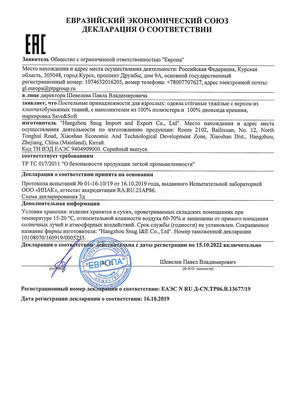 ЕВРАЗИЙСКИЙ ЭКОНОМИЧЕСКИЙ СОЮЗ
ДЕКЛАРАЦИЯ О СООТВЕТСТВИИ
ЕАС
Заявитель Общество с ограниченной ответственностью "Европа"
Место нахождения и адрес места осуществления деятельности: Российская Федерация, Курская
область, 305048, город Курск, проспект Дружбы, дом 9А, основной государственный
регистрационный номер: 1074632016205, номер телефона: +78007707627, адрес электронной почты:
gl.europa@ptpgroup.ru
в лице директора Шевелева Павла Владимировича
заявляет, что Постельные принадлежности для взрослых: одеяла стёганые тяжёлые с верхом из
хлопчатобумажных тканей, с наполнителем из 100% полиэстера и 100% диоксида кремния,
маркировка Save&Soft
изготовитель "Hangzhou Snug Import and Export Co., Ltd". Место нахождения и адрес места
осуществления деятельности по изготовлению продукции: Room 2102, Bailixuan, No. 12, North
Tonghui Road, Xiaoshan Economic And Technological Development Zone, Xiaoshan, Hangzhou,
Zhejiang, China (Mainland), Китай.
Код ТН ВЭД ЕАЭС 9404909000. Серийный выпуск
соответствует требованиям
ТР ТС 017/2011 "О безопасности продукции легкой промышленности"
Декларация о соответствии принята на основании
Протокола испытаний № 01-16-10/19 от 16.10.2019 года, выданного Испытательной лабораторией
ООО «ИПАК», аттестат аккредитации RA.RU.21АР86.
Схема декларирования 3д
Дополнительная информация
Условия хранения: изделия хранятся в сухих, проветриваемых складских помещениях при
температуре 15-20 °С, относительной влажности воздуха 60-70% и защищены от прямого попадания
солнечных лучей и атмосферных воздействий. Срок службы (годности) не установлен. Сокращенное
название фирмы изготовителя: "Hangzhou Snug I&E Co., Ltd". Номер таможенной декларации
10108070/160919/0005255.
Декларация о соответствии действительна с даты регистрации по 15.10.2022 включительно
"ЕВРОПА"
Шевелев Павел Владимирович
Регистрационный номер декларации о соответствии: ЕАЭС N RU Д-CN.ТР06.В.13677/19
Дата регистрации декларации о соответствии: 16.10.2019